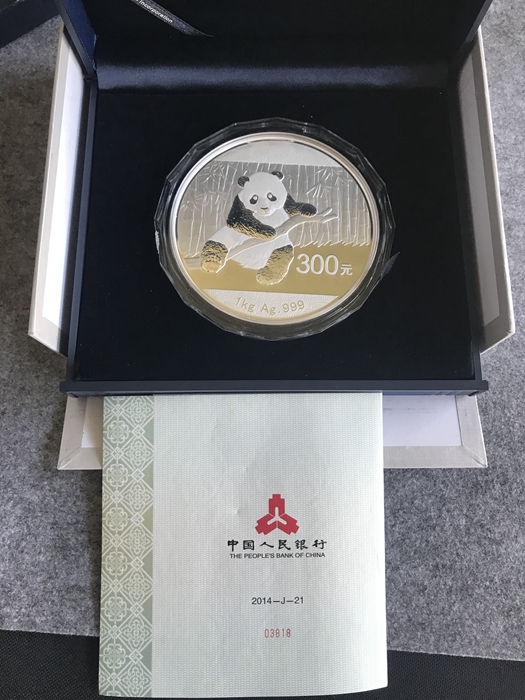 Incorporation
300元
1kg Ag .999
中国人民银行
THE PEOPLE'S BANK OF CHINA
2014-J-21
03818